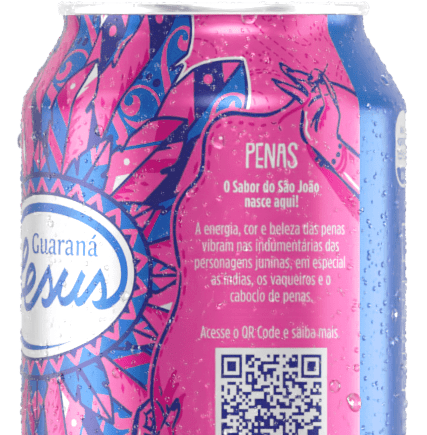 Guaraná
Jesus
PENAS
O Sabor do São João
nasce aqui!
A energia, cor e beleza das penas
vibram nas indumentárias das
personagens juninas, em especial
as índias, os vaqueiros e o
caboclo de penas.
Acesse o QR Code e saiba mais